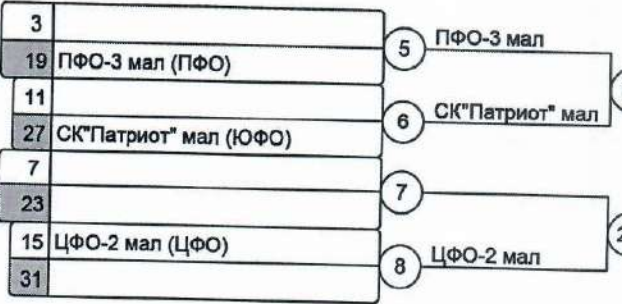 3
19 ПФО-3 мал (ПФО)
5 ПФО-3 мал
11
27 СК"Патриот" мал (ЮФО)
6 СК"Патриот" мал
7
23
7
15 ЦФО-2 мал (ЦФО)
31
8 ЦФО-2 мал